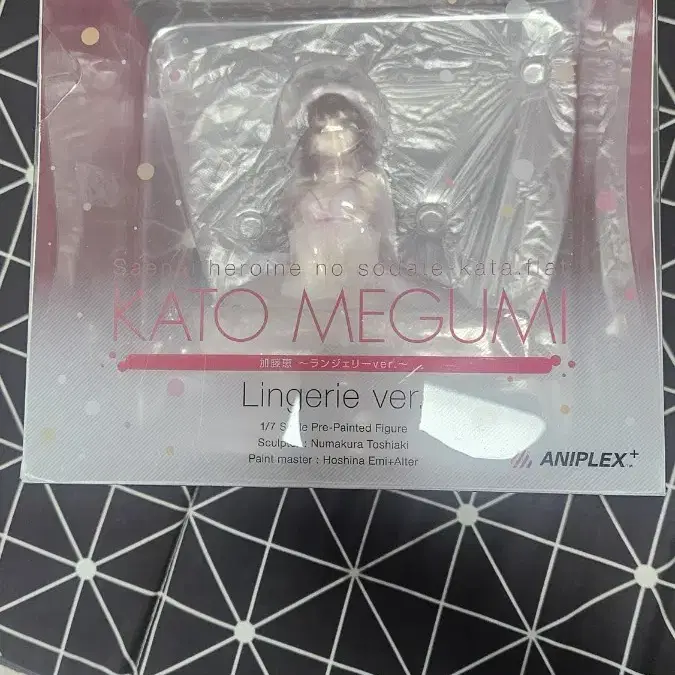 Saenai heroine no sodate-kata.flat
KATO MEGUMI
加藤恵 ～ランジェリーver.～
Lingerie ver.
1/7 Scale Pre-Painted Figure
Sculptor : Numakura Toshiaki
Paint master : Hoshina Emi+Alter
ANIPLEX+